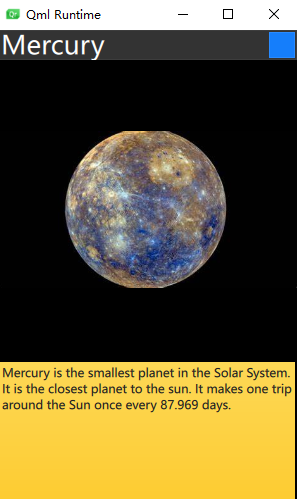 Qml Runtime
Mercury
Mercury is the smallest planet in the Solar System.
It is the closest planet to the sun. It makes one trip
around the Sun once every 87.969 days.